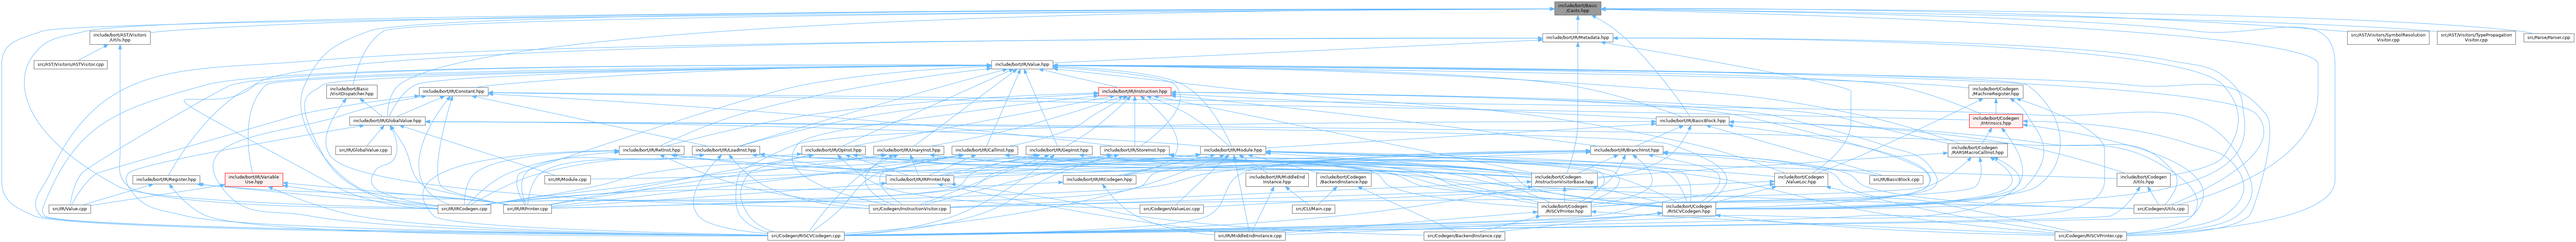 include/bort/Basic
/Casts.hpp
include/bort/AST/Visitors
/Utils.hpp
include/bort/IR/Metadata.hpp
src/AST/Visitors/SymbolResolution
Visitor.cpp
src/AST/Visitors/TypePropagation
Visitor.cpp
src/Parse/Parser.cpp
src/AST/Visitors/ASTVisitor.cpp
include/bort/IR/Value.hpp
include/bort/Basic
/VisitDispatcher.hpp
include/bort/IR/Constant.hpp
include/bort/IR/Instruction.hpp
include/bort/Codegen
/MachineRegister.hpp
include/bort/IR/GlobalValue.hpp
include/bort/IR/BasicBlock.hpp
include/bort/Codegen
/Intrinsics.hpp
src/IR/GlobalValue.cpp
include/bort/IR/RetInst.hpp
include/bort/IR/LoadInst.hpp
include/bort/IR/OpInst.hpp
include/bort/IR/UnaryInst.hpp
include/bort/IR/CallInst.hpp
include/bort/IR/GepInst.hpp
include/bort/IR/StoreInst.hpp
include/bort/IR/Module.hpp
include/bort/IR/BranchInst.hpp
include/bort/Codegen
/RARSMacroCallInst.hpp
include/bort/IR/Register.hpp
include/bort/IR/Variable
Use.hpp
src/IR/Module.cpp
include/bort/IR/IRPrinter.hpp
include/bort/IR/IRCodegen.hpp
include/bort/IR/MiddleEnd
Instance.hpp
include/bort/Codegen
/BackendInstance.hpp
include/bort/Codegen
/InstructionVisitorBase.hpp
include/bort/Codegen
/ValueLoc.hpp
src/IR/BasicBlock.cpp
include/bort/Codegen
/Utils.hpp
src/IR/Value.cpp
src/IR/IRCodegen.cpp
src/IR/IRPrinter.cpp
src/Codegen/InstructionVisitor.cpp
src/Codegen/ValueLoc.cpp
src/CLI/Main.cpp
include/bort/Codegen
/RISCVPrinter.hpp
include/bort/Codegen
/RISCVCodegen.hpp
src/Codegen/Utils.cpp
src/Codegen/RISCVCodegen.cpp
src/IR/MiddleEndInstance.cpp
src/Codegen/BackendInstance.cpp
src/Codegen/RISCVPrinter.cpp